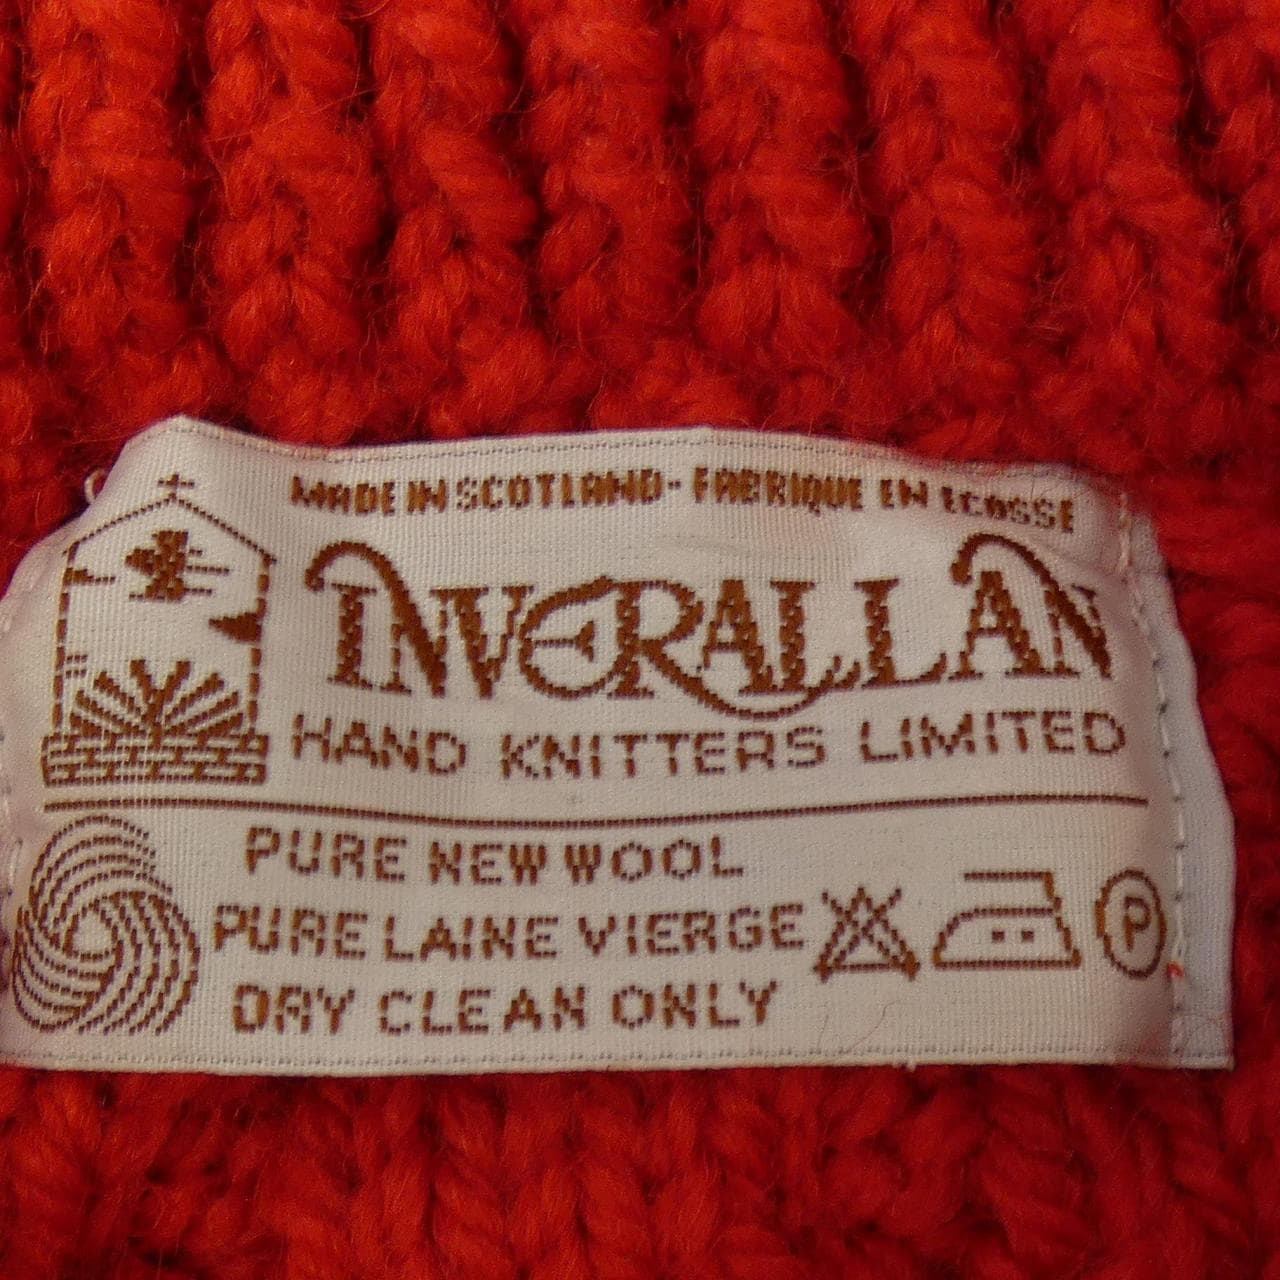 MADE IN SCOTLAND - FABRIQUE EN ECOSSE
INVERALLAN
HAND KNITTERS LIMITED
PURE NEW WOOL
PURE LAINE VIERGE
DRY CLEAN ONLY
P